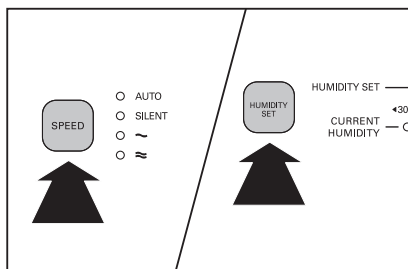 SPEED
AUTO
SILENT
~
≈
HUMIDITY
SET
HUMIDITY SET
◂30
CURRENT
HUMIDITY